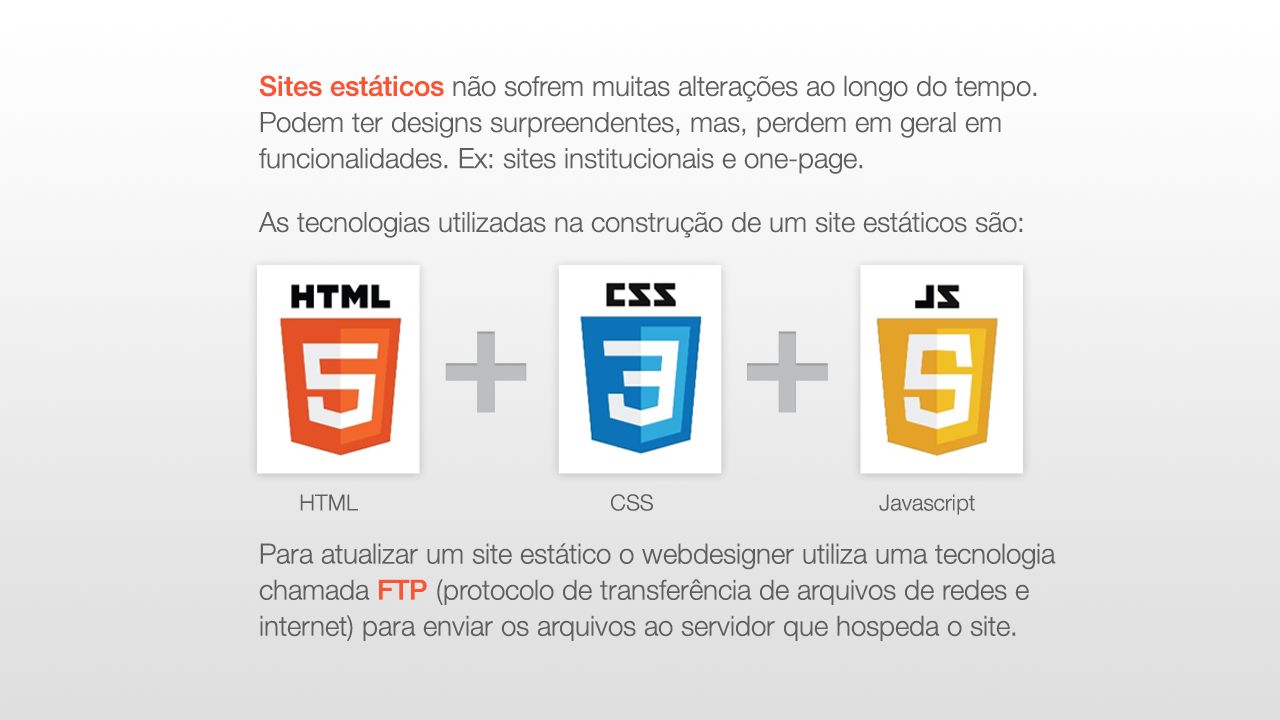 Sites estáticos não sofrem muitas alterações ao longo do tempo.
Podem ter designs surpreendentes, mas, perdem em geral em
funcionalidades. Ex: sites institucionais e one-page.
As tecnologias utilizadas na construção de um site estáticos são:
HTML
5
CSS
3
JS
5
HTML
CSS
Javascript
Para atualizar um site estático o webdesigner utiliza uma tecnologia
chamada FTP (protocolo de transferência de arquivos de redes e
internet) para enviar os arquivos ao servidor que hospeda o site.